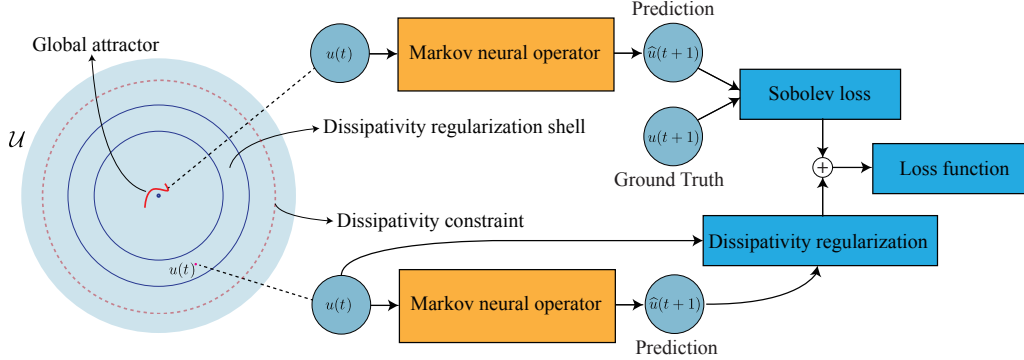 Prediction
Global attractor
u(t)
Markov neural operator
û(t+1)
Sobolev loss
𝒰
Dissipativity regularization shell
u(t+1)
Ground Truth
+
Loss function
Dissipativity constraint
Dissipativity regularization
u(t)
u(t)
Markov neural operator
û(t+1)
Prediction